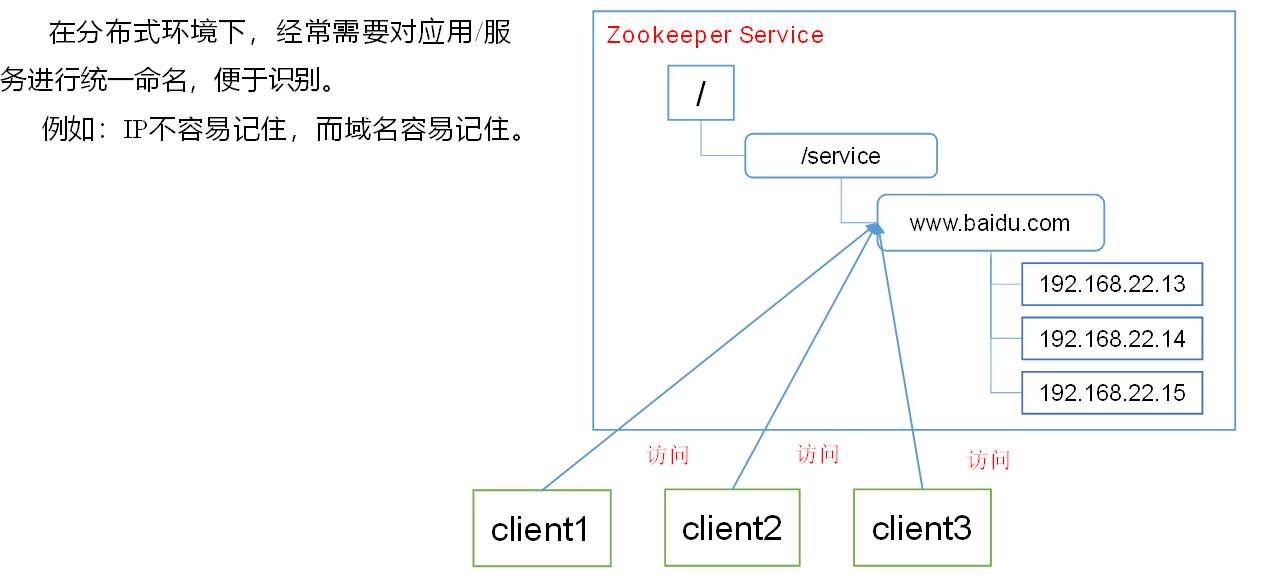 在分布式环境下，经常需要对应用/服
务进行统一命名，便于识别。
例如：IP不容易记住，而域名容易记住。
Zookeeper Service
/
/service
www.baidu.com
192.168.22.13
192.168.22.14
192.168.22.15
访问
访问
访问
client1
client2
client3